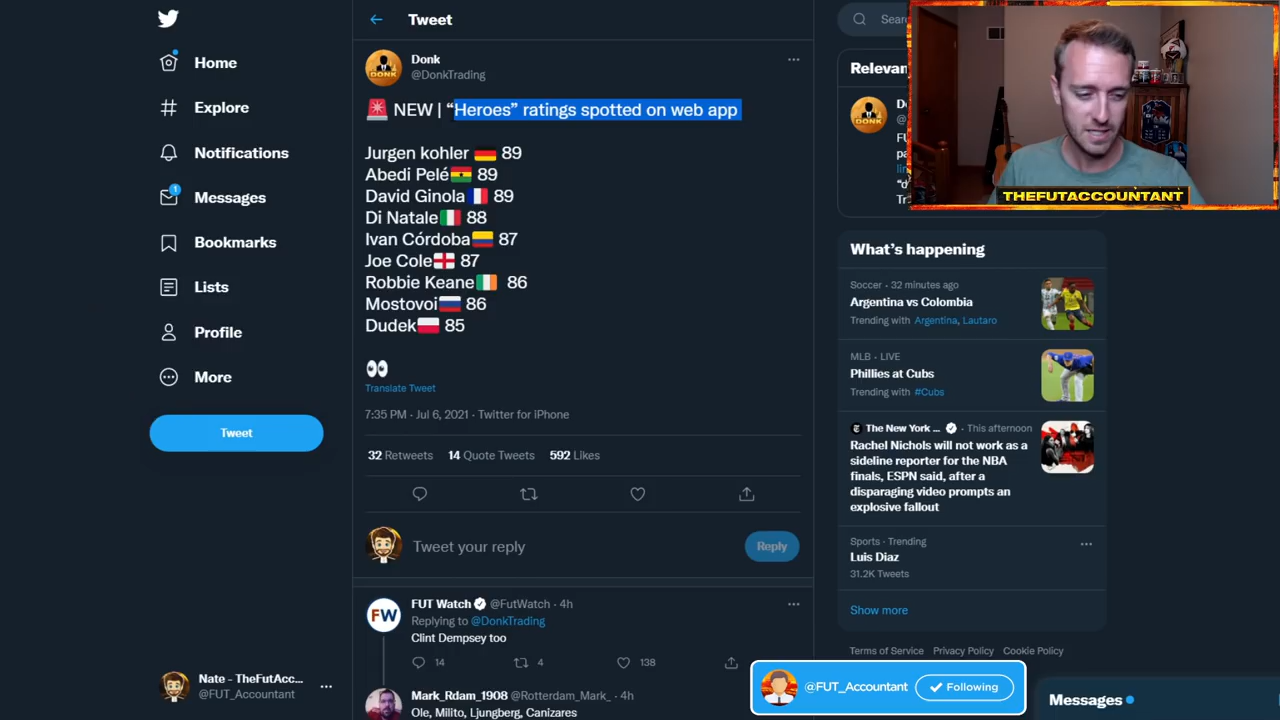 Home
Explore
Notifications
1
Messages
Bookmarks
Lists
Profile
More
Tweet
Nate - TheFutAcc...
@FUT_Accountant
Tweet
DONK
Donk
@DonkTrading
NEW | “Heroes” ratings spotted on web app
Jurgen kohler 89
Abedi Pelé 89
David Ginola 89
Di Natale 88
Ivan Córdoba 87
Joe Cole 87
Robbie Keane 86
Mostovoi 86
Dudek 85
Translate Tweet
7:35 PM · Jul 6, 2021 · Twitter for iPhone
32 Retweets 14 Quote Tweets 592 Likes
Tweet your reply
Reply
FW
FUT Watch @FutWatch · 4h
Replying to @DonkTrading
Clint Dempsey too
14 4 138
Mark_Rdam_1908 @Rotterdam_Mark_ · 4h
Ole, Milito, Ljungberg, Canizares
THEFUTACCOUNTANT
What’s happening
Soccer · 32 minutes ago
Argentina vs Colombia
Trending with Argentina, Lautaro
MLB · LIVE
Phillies at Cubs
Trending with #Cubs
The New York ... · This afternoon
Rachel Nichols will not work as a
sideline reporter for the NBA
finals, ESPN said, after a
disparaging video prompts an
explosive fallout
Sports · Trending
Luis Diaz
31.2K Tweets
Show more
Terms of Service Privacy Policy Cookie Policy
@FUT_Accountant
Following
Messages